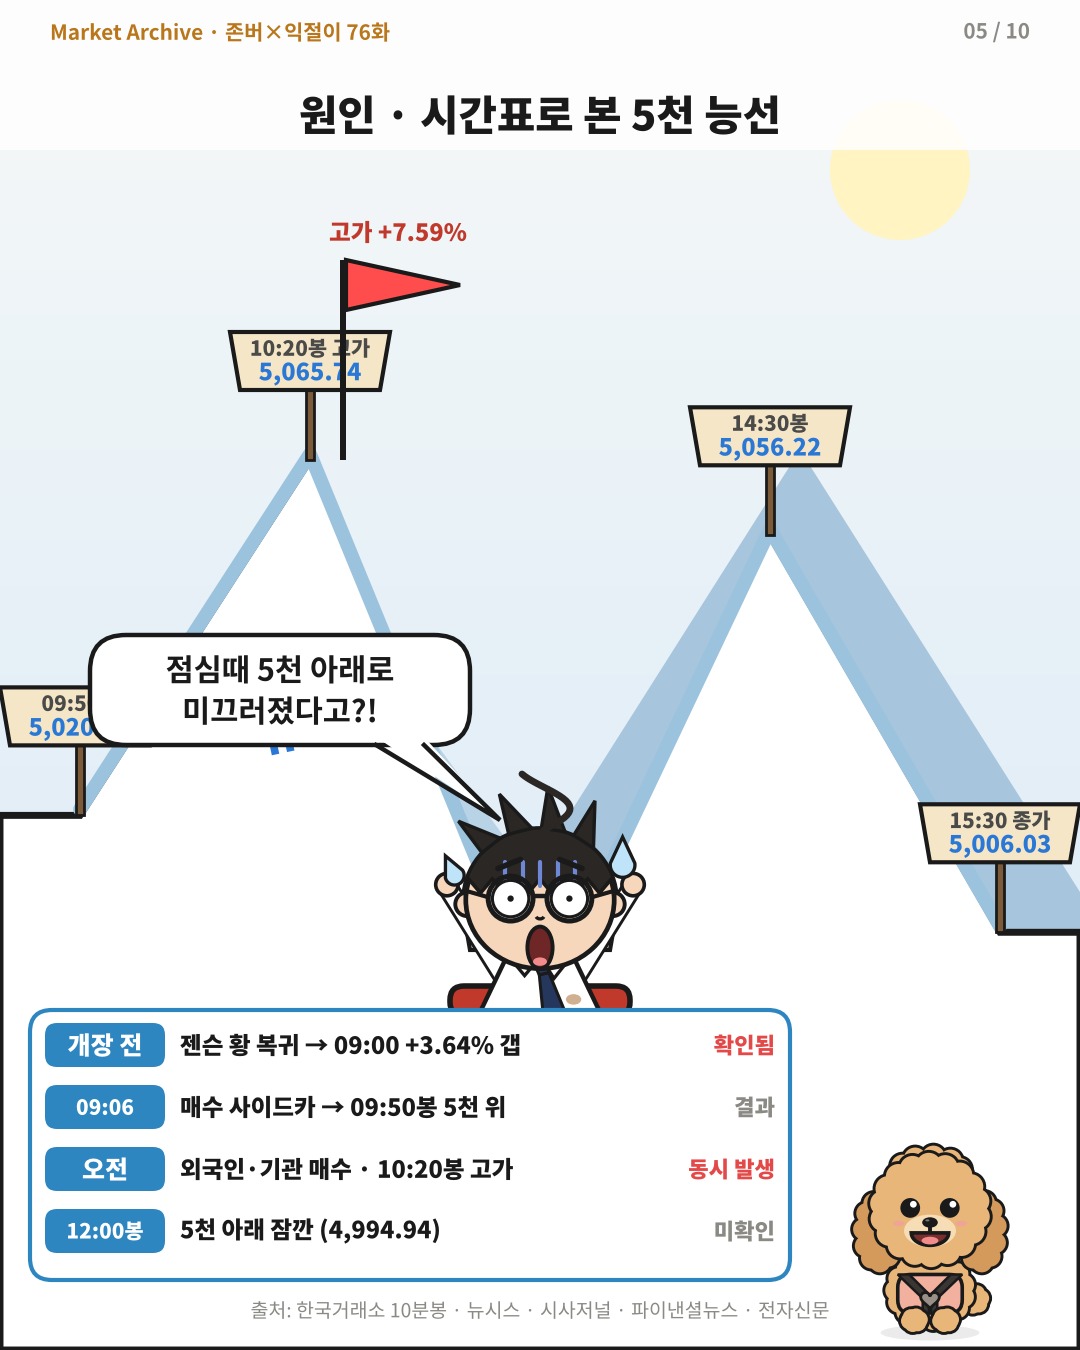 Market Archive · 존버×익절이 76화
05 / 10
원인 · 시간표로 본 5천 능선
고가 +7.59%
10:20봉 고가
5,065.74
14:30봉
5,056.22
점심때 5천 아래로
미끄러졌다고?!
09:5
5,020
15:30 종가
5,006.03
개장 전 젠슨 황 복귀 → 09:00 +3.64% 갭 확인됨
09:06 매수 사이드카 → 09:50봉 5천 위 결과
오전 외국인·기관 매수 · 10:20봉 고가 동시 발생
12:00봉 5천 아래 잠깐 (4,994.94) 미확인
출처: 한국거래소 10분봉 · 뉴시스 · 시사저널 · 파이낸셜뉴스 · 전자신문